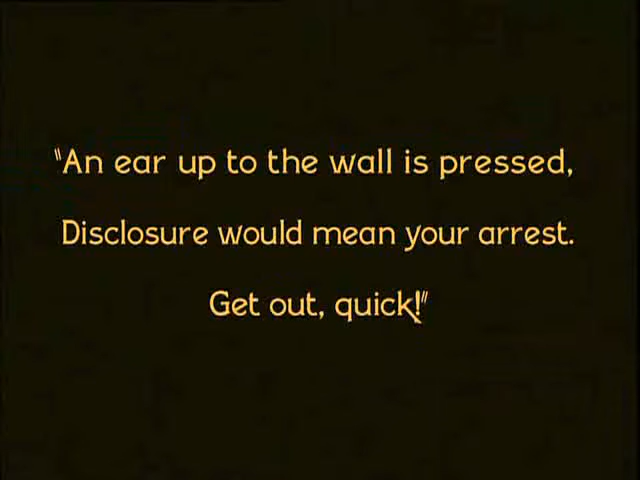 "An ear up to the wall is pressed,
Disclosure would mean your arrest.
Get out, quick!"